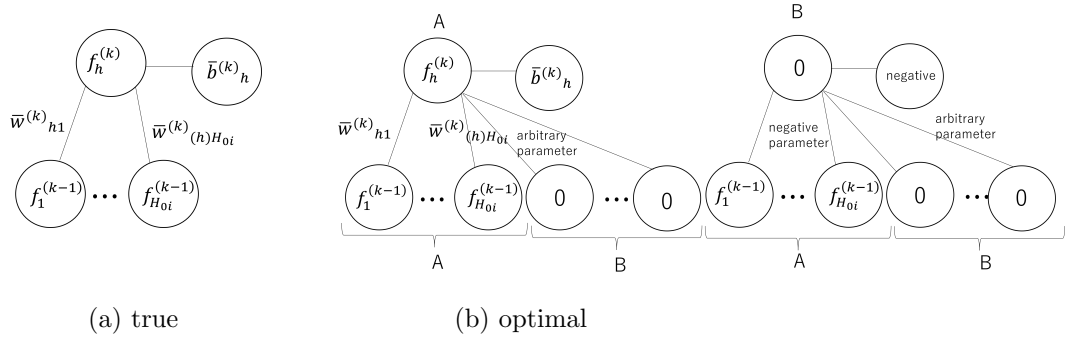 A
B
f_h^{(k)}
\bar{b}^{(k)}_h
f_h^{(k)}
\bar{b}^{(k)}_h
0
negative
\bar{w}^{(k)}_{h1}
\bar{w}^{(k)}_{(h)H_{0i}}
\bar{w}^{(k)}_{h1}
\bar{w}^{(k)}_{(h)H_{0i}}
arbitrary
parameter
negative
parameter
arbitrary
parameter
f_1^{(k-1)} ••• f_{H_{0i}}^{(k-1)}
f_1^{(k-1)} ••• f_{H_{0i}}^{(k-1)} 0 ••• 0
f_1^{(k-1)} ••• f_{H_{0i}}^{(k-1)} 0 ••• 0
A
B
A
B
(a) true
(b) optimal